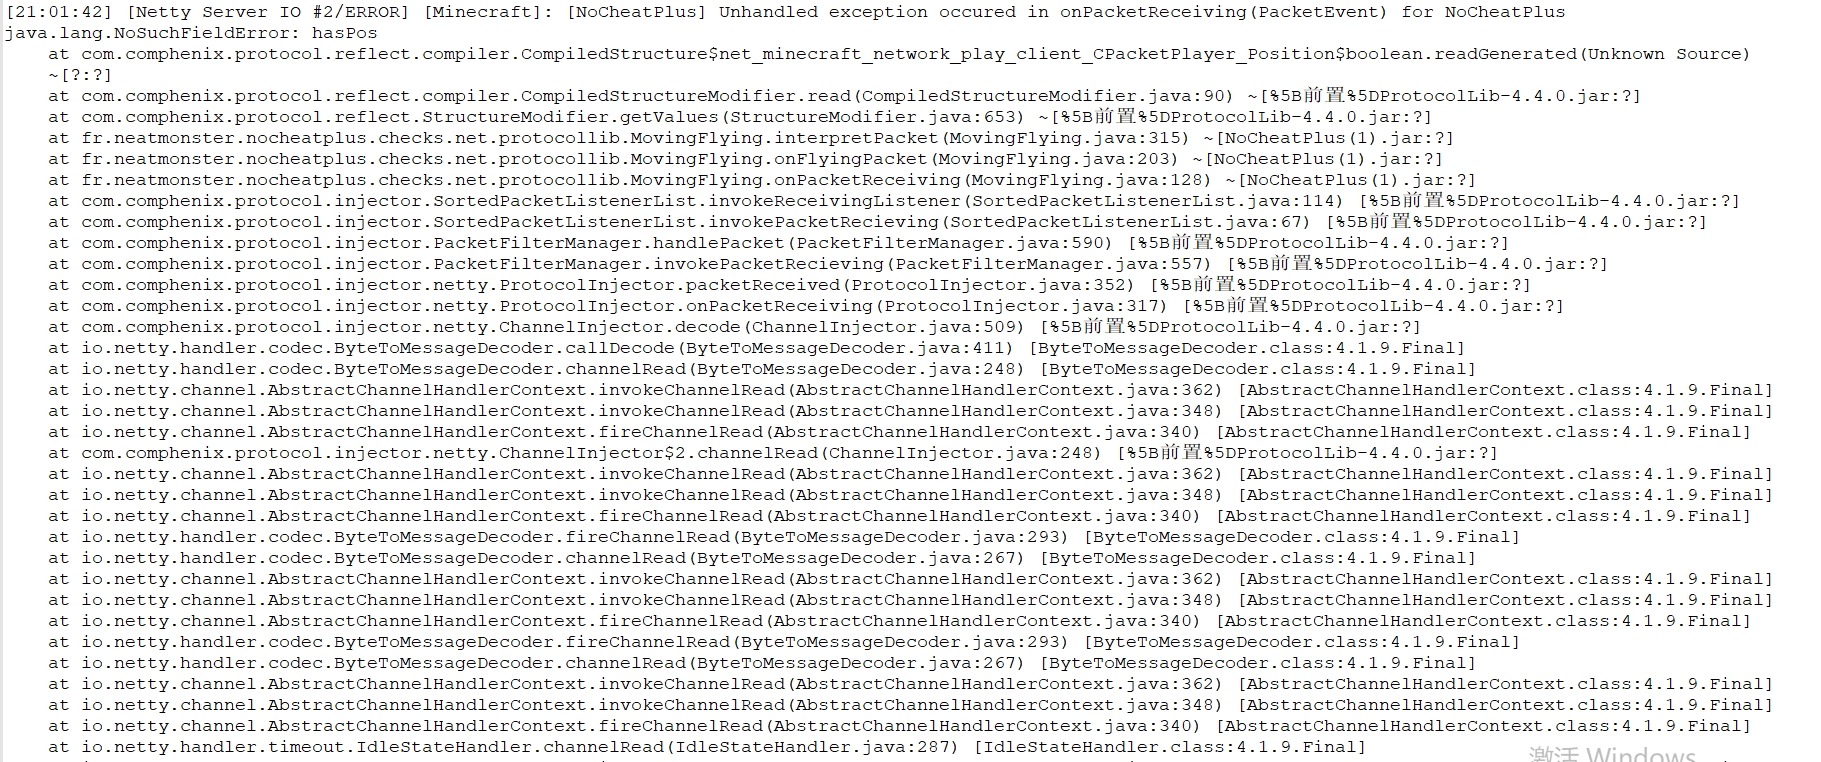 [21:01:42] [Netty Server IO #2/ERROR] [Minecraft]: [NoCheatPlus] Unhandled exception occured in onPacketReceiving(PacketEvent) for NoCheatPlus
java.lang.NoSuchFieldError: hasPos
at com.comphenix.protocol.reflect.compiler.CompiledStructure$net_minecraft_network_play_client_CPacketPlayer_Position$boolean.readGenerated(Unknown Source)
~[?:?]
at com.comphenix.protocol.reflect.compiler.CompiledStructureModifier.read(CompiledStructureModifier.java:90) ~[%5B前置%5DProtocolLib-4.4.0.jar:?]
at com.comphenix.protocol.reflect.StructureModifier.getValues(StructureModifier.java:653) ~[%5B前置%5DProtocolLib-4.4.0.jar:?]
at fr.neatmonster.nocheatplus.checks.net.protocollib.MovingFlying.interpretPacket(MovingFlying.java:315) ~[NoCheatPlus(1).jar:?]
at fr.neatmonster.nocheatplus.checks.net.protocollib.MovingFlying.onFlyingPacket(MovingFlying.java:203) ~[NoCheatPlus(1).jar:?]
at fr.neatmonster.nocheatplus.checks.net.protocollib.MovingFlying.onPacketReceiving(MovingFlying.java:128) ~[NoCheatPlus(1).jar:?]
at com.comphenix.protocol.injector.SortedPacketListenerList.invokeReceivingListener(SortedPacketListenerList.java:114) [%5B前置%5DProtocolLib-4.4.0.jar:?]
at com.comphenix.protocol.injector.SortedPacketListenerList.invokePacketRecieving(SortedPacketListenerList.java:67) [%5B前置%5DProtocolLib-4.4.0.jar:?]
at com.comphenix.protocol.injector.PacketFilterManager.handlePacket(PacketFilterManager.java:590) [%5B前置%5DProtocolLib-4.4.0.jar:?]
at com.comphenix.protocol.injector.PacketFilterManager.invokePacketRecieving(PacketFilterManager.java:557) [%5B前置%5DProtocolLib-4.4.0.jar:?]
at com.comphenix.protocol.injector.netty.ProtocolInjector.packetReceived(ProtocolInjector.java:352) [%5B前置%5DProtocolLib-4.4.0.jar:?]
at com.comphenix.protocol.injector.netty.ProtocolInjector.onPacketReceiving(ProtocolInjector.java:317) [%5B前置%5DProtocolLib-4.4.0.jar:?]
at com.comphenix.protocol.injector.netty.ChannelInjector.decode(ChannelInjector.java:509) [%5B前置%5DProtocolLib-4.4.0.jar:?]
at io.netty.handler.codec.ByteToMessageDecoder.callDecode(ByteToMessageDecoder.java:411) [ByteToMessageDecoder.class:4.1.9.Final]
at io.netty.handler.codec.ByteToMessageDecoder.channelRead(ByteToMessageDecoder.java:248) [ByteToMessageDecoder.class:4.1.9.Final]
at io.netty.channel.AbstractChannelHandlerContext.invokeChannelRead(AbstractChannelHandlerContext.java:362) [AbstractChannelHandlerContext.class:4.1.9.Final]
at io.netty.channel.AbstractChannelHandlerContext.invokeChannelRead(AbstractChannelHandlerContext.java:348) [AbstractChannelHandlerContext.class:4.1.9.Final]
at io.netty.channel.AbstractChannelHandlerContext.fireChannelRead(AbstractChannelHandlerContext.java:340) [AbstractChannelHandlerContext.class:4.1.9.Final]
at com.comphenix.protocol.injector.netty.ChannelInjector$2.channelRead(ChannelInjector.java:248) [%5B前置%5DProtocolLib-4.4.0.jar:?]
at io.netty.channel.AbstractChannelHandlerContext.invokeChannelRead(AbstractChannelHandlerContext.java:362) [AbstractChannelHandlerContext.class:4.1.9.Final]
at io.netty.channel.AbstractChannelHandlerContext.invokeChannelRead(AbstractChannelHandlerContext.java:348) [AbstractChannelHandlerContext.class:4.1.9.Final]
at io.netty.channel.AbstractChannelHandlerContext.fireChannelRead(AbstractChannelHandlerContext.java:340) [AbstractChannelHandlerContext.class:4.1.9.Final]
at io.netty.handler.codec.ByteToMessageDecoder.fireChannelRead(ByteToMessageDecoder.java:293) [ByteToMessageDecoder.class:4.1.9.Final]
at io.netty.handler.codec.ByteToMessageDecoder.channelRead(ByteToMessageDecoder.java:267) [ByteToMessageDecoder.class:4.1.9.Final]
at io.netty.channel.AbstractChannelHandlerContext.invokeChannelRead(AbstractChannelHandlerContext.java:362) [AbstractChannelHandlerContext.class:4.1.9.Final]
at io.netty.channel.AbstractChannelHandlerContext.invokeChannelRead(AbstractChannelHandlerContext.java:348) [AbstractChannelHandlerContext.class:4.1.9.Final]
at io.netty.channel.AbstractChannelHandlerContext.fireChannelRead(AbstractChannelHandlerContext.java:340) [AbstractChannelHandlerContext.class:4.1.9.Final]
at io.netty.handler.codec.ByteToMessageDecoder.fireChannelRead(ByteToMessageDecoder.java:293) [ByteToMessageDecoder.class:4.1.9.Final]
at io.netty.handler.codec.ByteToMessageDecoder.channelRead(ByteToMessageDecoder.java:267) [ByteToMessageDecoder.class:4.1.9.Final]
at io.netty.channel.AbstractChannelHandlerContext.invokeChannelRead(AbstractChannelHandlerContext.java:362) [AbstractChannelHandlerContext.class:4.1.9.Final]
at io.netty.channel.AbstractChannelHandlerContext.invokeChannelRead(AbstractChannelHandlerContext.java:348) [AbstractChannelHandlerContext.class:4.1.9.Final]
at io.netty.channel.AbstractChannelHandlerContext.fireChannelRead(AbstractChannelHandlerContext.java:340) [AbstractChannelHandlerContext.class:4.1.9.Final]
at io.netty.handler.timeout.IdleStateHandler.channelRead(IdleStateHandler.java:287) [IdleStateHandler.class:4.1.9.Final]
激活 Windows